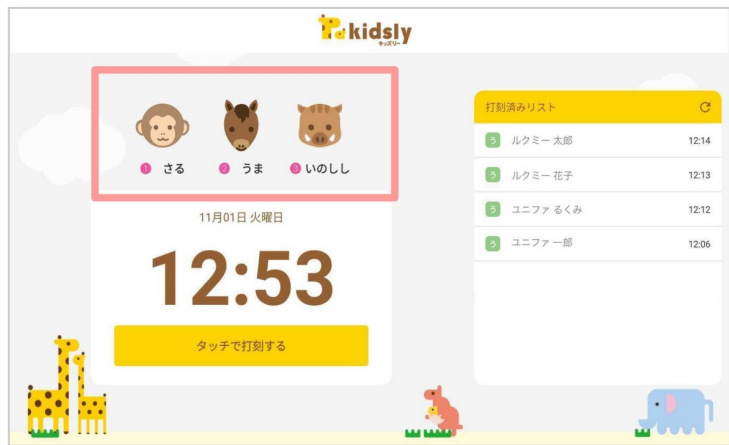 kidsly
キッズリー
1 さる 2 うま 3 いのしし
11月01日 火曜日
12:53
タッチで打刻する
打刻済みリスト
う ルクミー 太郎 12:14
う ルクミー 花子 12:13
う ユニファ るくみ 12:12
う ユニファ 一郎 12:06